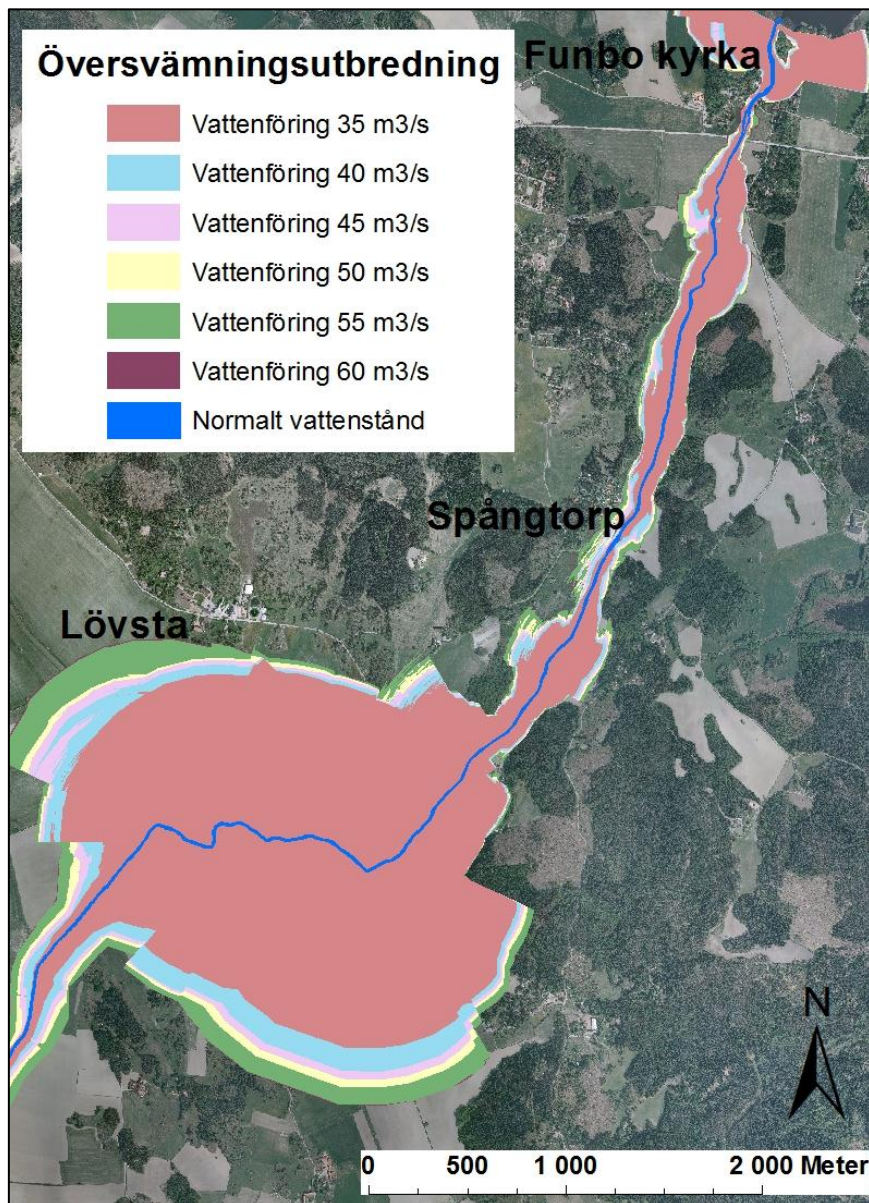 Översvämningsutbredning
Vattenföring 35 m3/s
Vattenföring 40 m3/s
Vattenföring 45 m3/s
Vattenföring 50 m3/s
Vattenföring 55 m3/s
Vattenföring 60 m3/s
Normalt vattenstånd
Funbo kyrka
Spångtorp
Lövsta
N
0 500 1 000 2 000 Meter